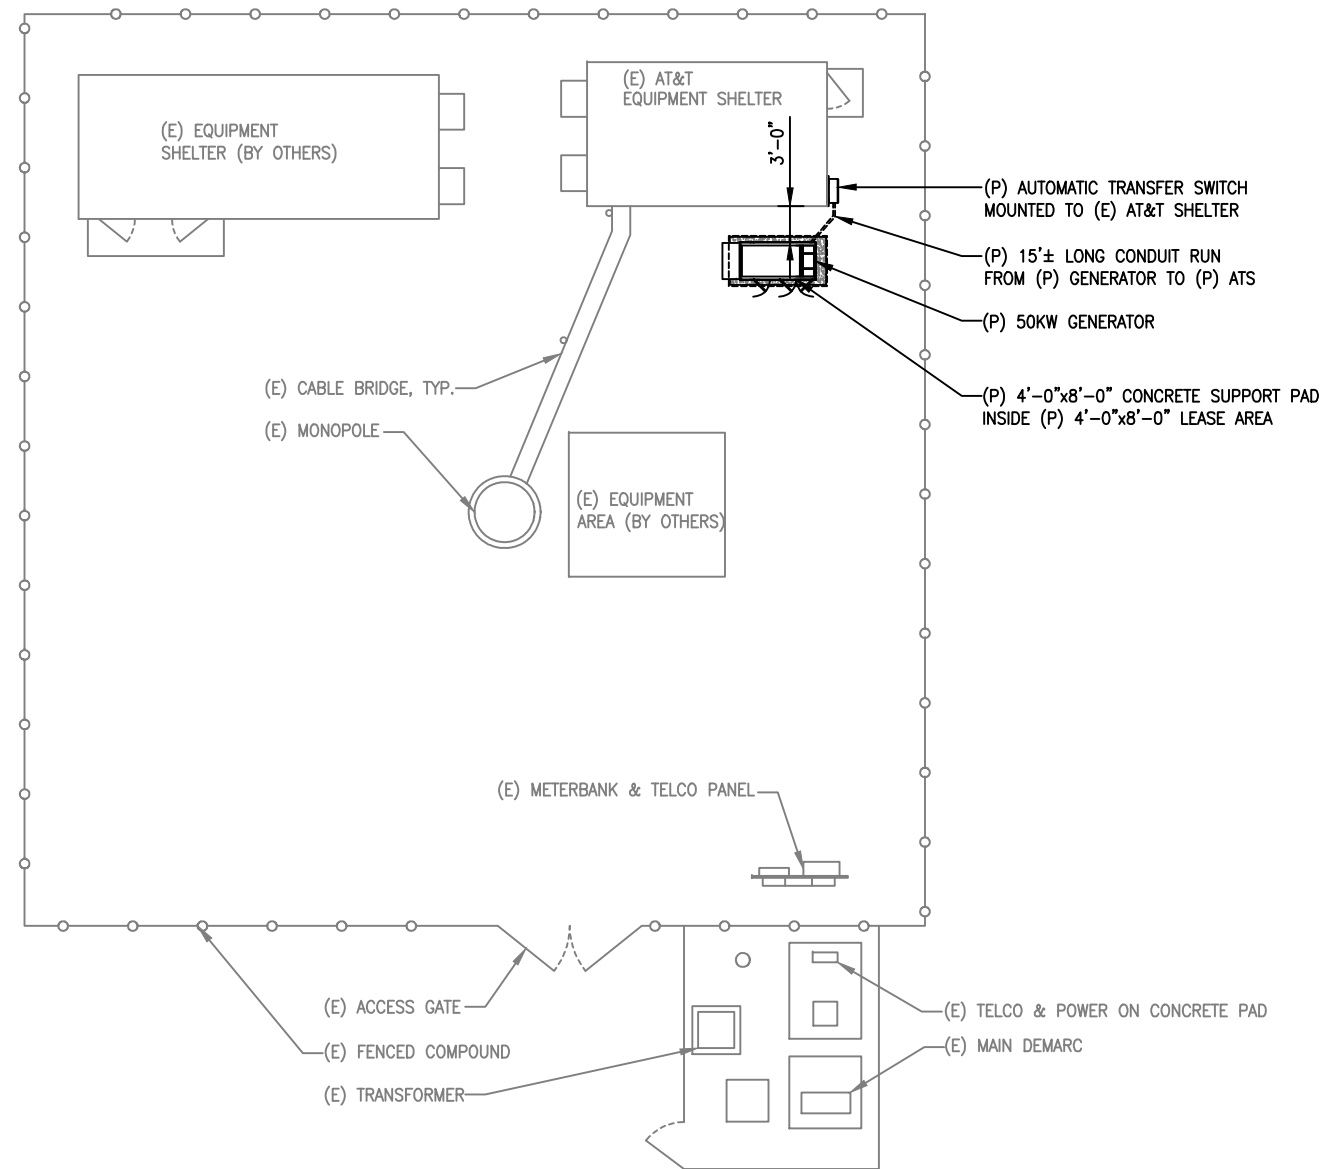 (E) AT&T
EQUIPMENT SHELTER
(E) EQUIPMENT
SHELTER (BY OTHERS)
3'-0"
(P) AUTOMATIC TRANSFER SWITCH
MOUNTED TO (E) AT&T SHELTER
(P) 15'± LONG CONDUIT RUN
FROM (P) GENERATOR TO (P) ATS
(P) 50KW GENERATOR
(P) 4'-0"x8'-0" CONCRETE SUPPORT PAD
INSIDE (P) 4'-0"x8'-0" LEASE AREA
(E) CABLE BRIDGE, TYP.
(E) MONOPOLE
(E) EQUIPMENT
AREA (BY OTHERS)
(E) METERBANK & TELCO PANEL
(E) ACCESS GATE
(E) FENCED COMPOUND
(E) TRANSFORMER
(E) TELCO & POWER ON CONCRETE PAD
(E) MAIN DEMARC